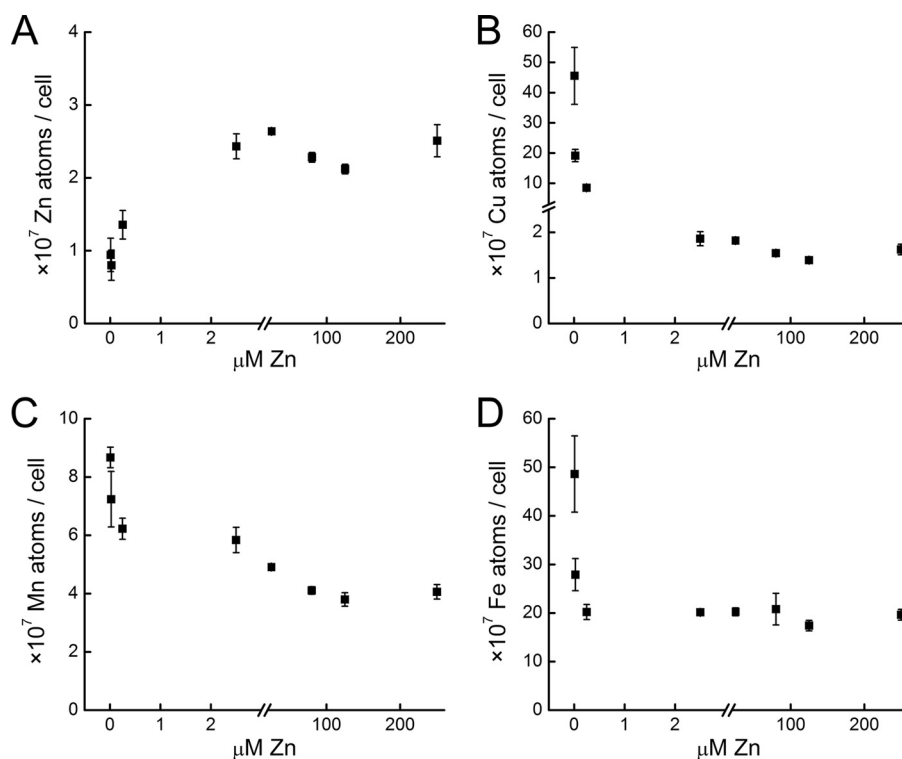 A
×10⁷ Zn atoms / cell
4
3
2
1
0
0 1 2 100 200
μM Zn
B
×10⁷ Cu atoms / cell
60
50
40
30
20
10
2
1
0
0 1 2 100 200
μM Zn
C
×10⁷ Mn atoms / cell
10
8
6
4
2
0
0 1 2 100 200
μM Zn
D
×10⁷ Fe atoms / cell
60
50
40
30
20
10
0
0 1 2 100 200
μM Zn